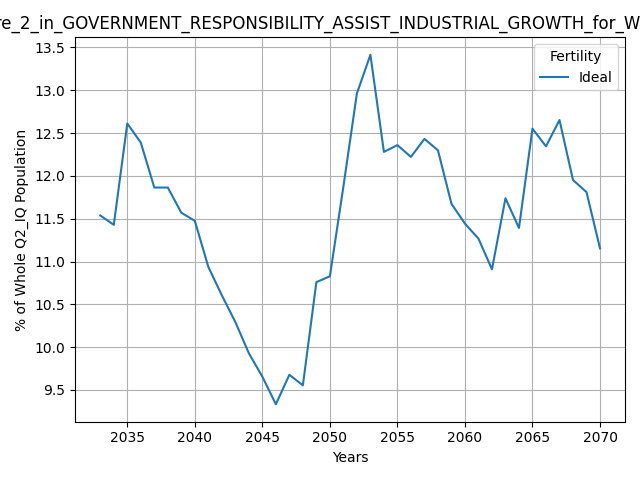 re_2_in_GOVERNMENT_RESPONSIBILITY_ASSIST_INDUSTRIAL_GROWTH_for_W
Fertility
Ideal
13.5
13.0
12.5
12.0
11.5
11.0
10.5
10.0
9.5
% of Whole Q2_IQ Population
2035 2040 2045 2050 2055 2060 2065 2070
Years